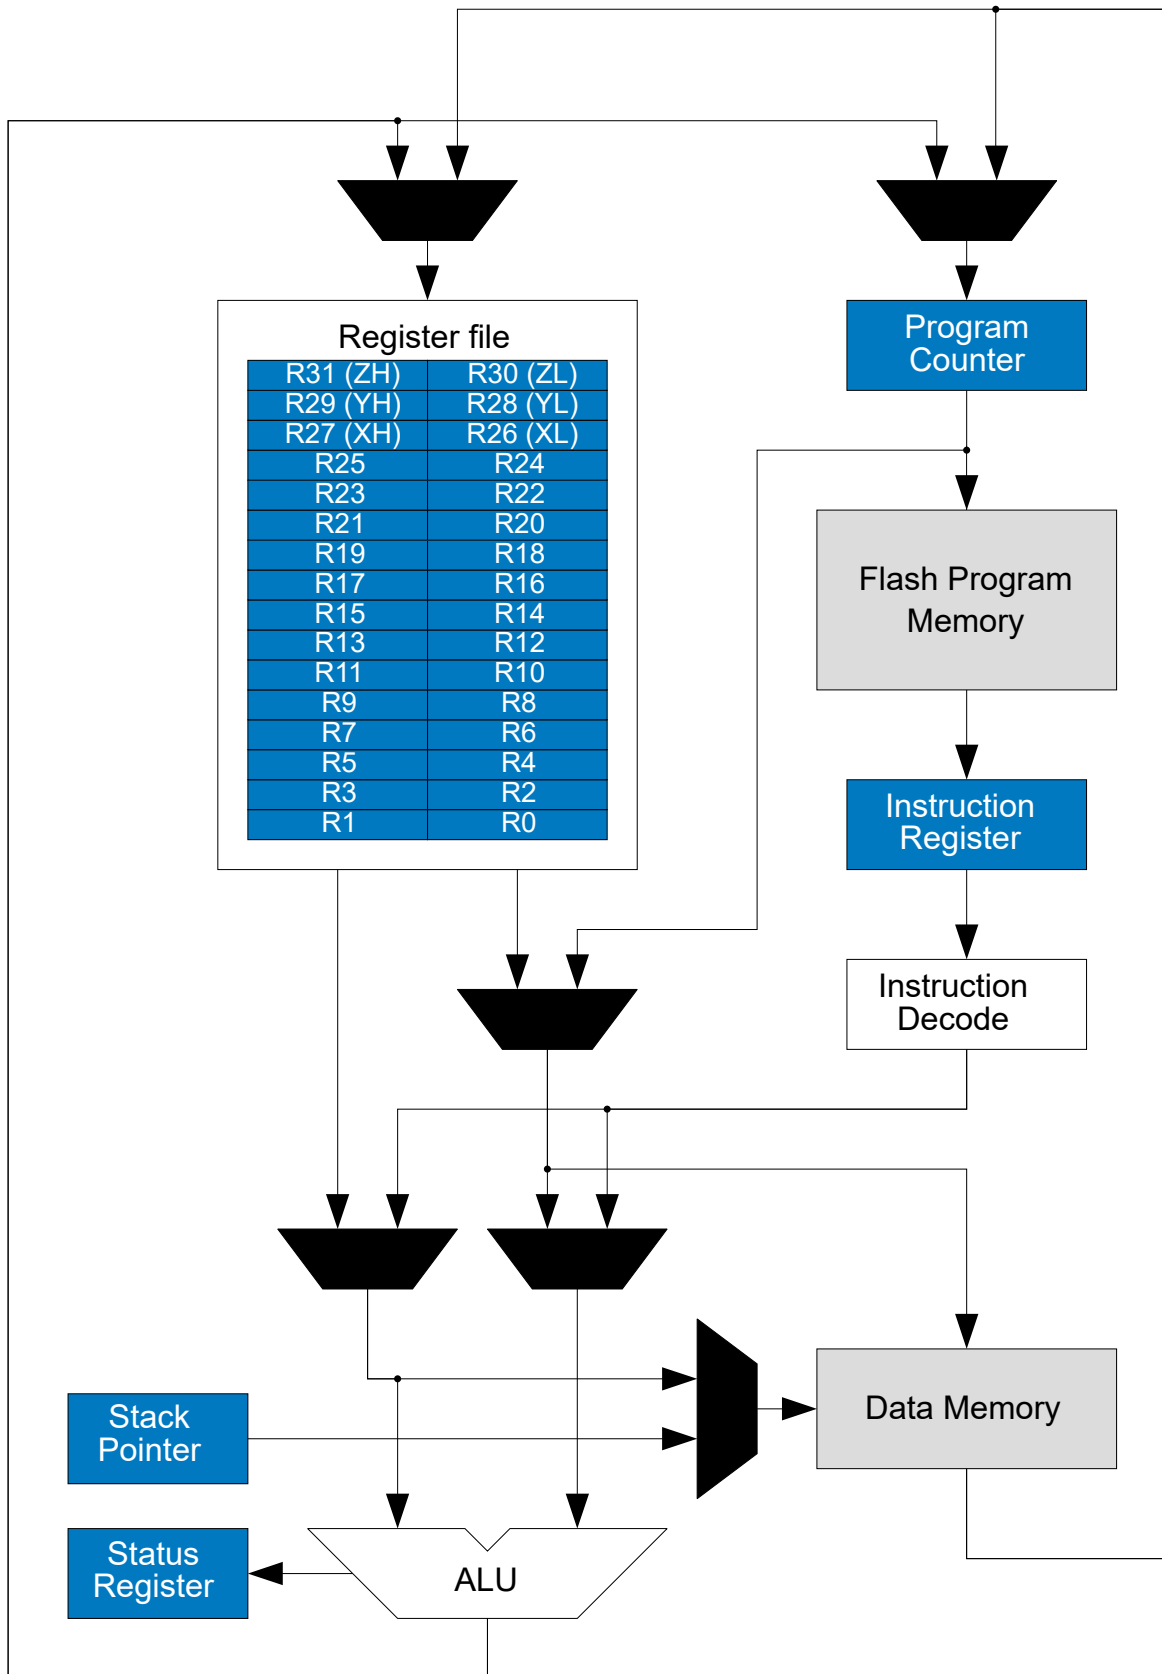 Register file
R31 (ZH) R30 (ZL)
R29 (YH) R28 (YL)
R27 (XH) R26 (XL)
R25 R24
R23 R22
R21 R20
R19 R18
R17 R16
R15 R14
R13 R12
R11 R10
R9 R8
R7 R6
R5 R4
R3 R2
R1 R0
Program
Counter
Flash Program
Memory
Instruction
Register
Instruction
Decode
Stack
Pointer
Data Memory
Status
Register
ALU